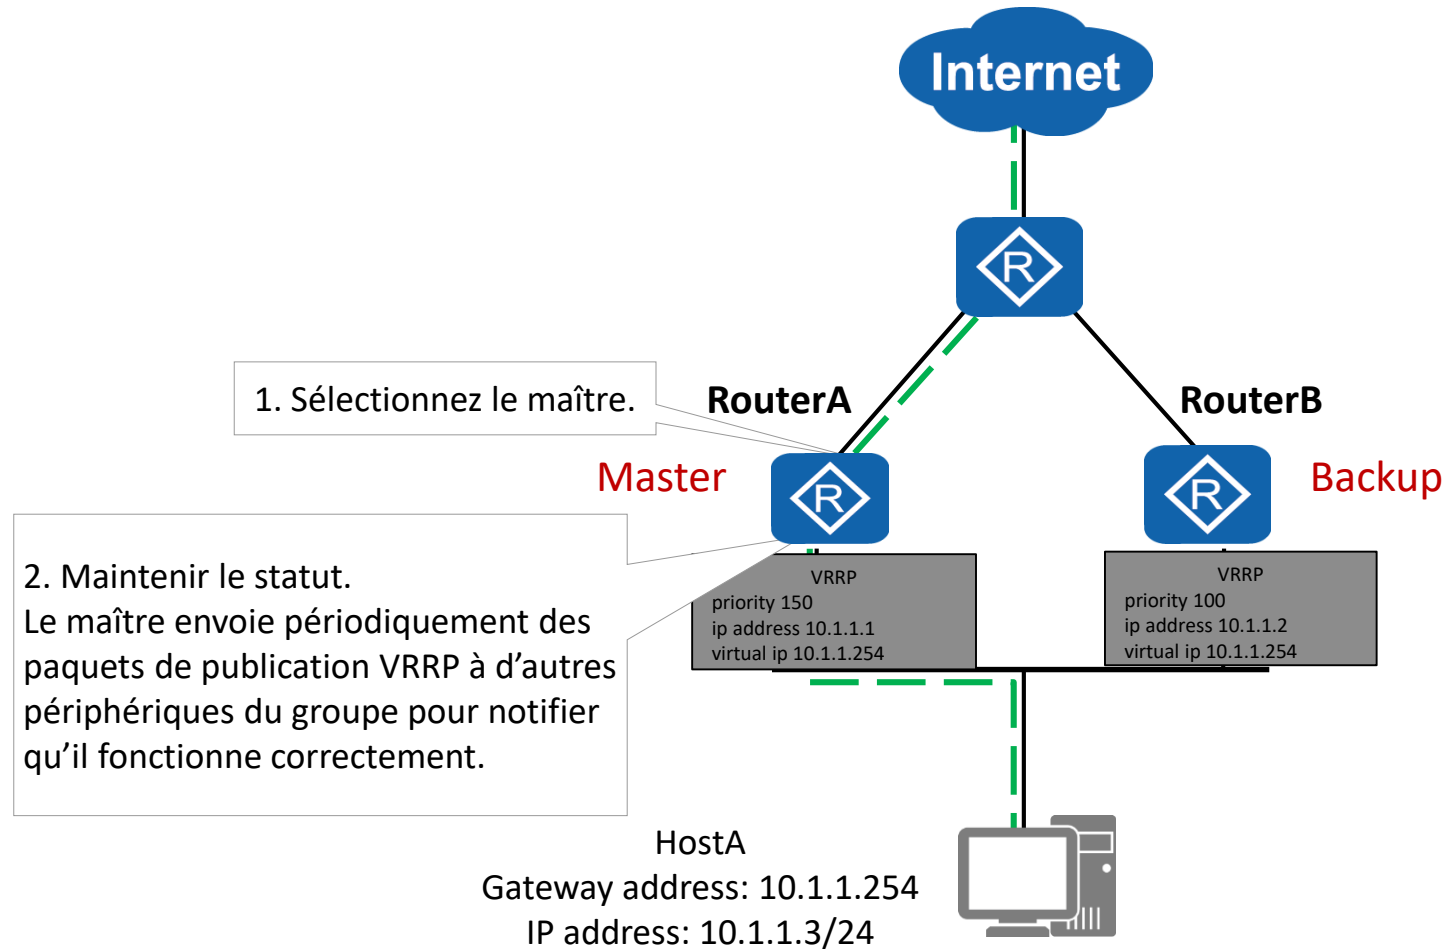 Internet
R
1. Sélectionnez le maître.
RouterA
RouterB
Master
R
R
Backup
2. Maintenir le statut.
Le maître envoie périodiquement des
paquets de publication VRRP à d'autres
périphériques du groupe pour notifier
qu'il fonctionne correctement.
VRRP
priority 150
ip address 10.1.1.1
virtual ip 10.1.1.254
VRRP
priority 100
ip address 10.1.1.2
virtual ip 10.1.1.254
HostA
Gateway address: 10.1.1.254
IP address: 10.1.1.3/24